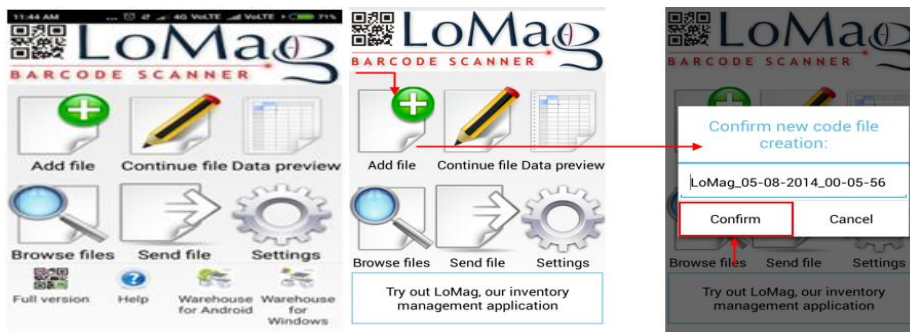 11:44 AM ... 4G VoLTE VoLTE 71%
LoMag
BARCODE SCANNER
Add file Continue file Data preview
Browse files Send file Settings
Full version Help Warehouse for Android Warehouse for Windows
LoMag
BARCODE SCANNER
Add file Continue file Data preview
Browse files Send file Settings
Try out LoMag, our inventory
management application
LoMag
BARCODE SCANNER
Confirm new code file
creation:
LoMag_05-08-2014_00-05-56
Confirm Cancel
Browse files Send file Settings
Try out LoMag, our inventory
management application